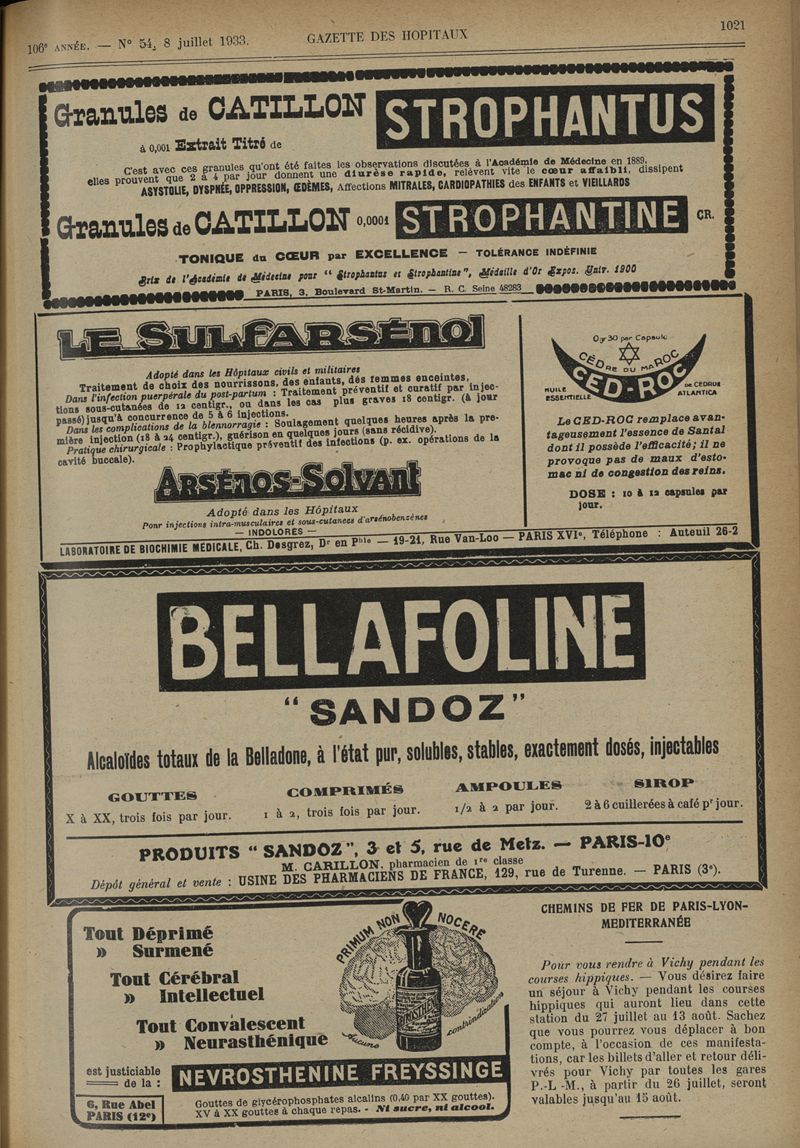 106e ANNÉE. — N° 54, 8 juillet 1933.
GAZETTE DES HOPITAUX
1021
Granules de CATILLON STROPHANTUS
à 0,001 Extrait Titré de
C'est avec ces granules qu'ont été faites les observations discutées à l'Académie de Médecine en 1889,
elles prouvent que 2 à 4 par jour donnent une diurèse rapide, relèvent vite le cœur affaibli, dissipent
ASYSTOLIE, DYSPNÉE, OPPRESSION, ŒDÈMES, Affections MITRALES, CARDIOPATHIES des ENFANTS et VIEILLARDS
Granules de CATILLON 0,0001 STROPHANTINE CR.
TONIQUE du CŒUR par EXCELLENCE — TOLÉRANCE INDÉFINIE
Prix de l'Académie de Médecine pour " Strophantus et Strophantine", Médaille d'Or Expos. Univ. 1900
PARIS, 3, Boulevard St-Martin. — R. C. Seine 48283
LE SULFARSÉNOL
Adopté dans les Hôpitaux civils et militaires
Traitement de choix des nourrissons, des enfants, des femmes enceintes,
Dans l'infection puerpérale du post-partum : Traitement préventif et curatif par injec-
tions sous-cutanées de 12 centigr., ou dans les cas plus graves 18 centigr. (à jour
passé) jusqu'à concurrence de 5 à 6 injections.
Dans les complications de la blennorragie : Soulagement quelques heures après la pre-
mière injection (18 à 24 centigr.), guérison en quelques jours (sans récidive).
Pratique chirurgicale : Prophylactique préventif des infections (p. ex. opérations de la
cavité buccale).
ARSÉNOS-SOLVANT
Adopté dans les Hôpitaux
Pour injections intra-musculaires et sous-cutanées d'arsénobenzènes
— INDOLORES —
0gr 30 par Capsule
CÈDRE DU MAROC
CED-ROC
HUILE
ESSENTIELLE
DE CEDRUS
ATLANTICA
Le CED-ROC remplace avan-
tageusement l'essence de Santal
dont il possède l'efficacité ; il ne
provoque pas de maux d'esto-
mac ni de congestion des reins.
DOSE : 10 à 12 capsules par
jour.
LABORATOIRE DE BIOCHIMIE MÉDICALE, Ch. Desgrez, Dr en Phie — 19-21, Rue Van-Loo — PARIS XVIe, Téléphone : Auteuil 26-2
BELLAFOLINE
"SANDOZ"
Alcaloïdes totaux de la Belladone, à l'état pur, solubles, stables, exactement dosés, injectables
GOUTTES COMPRIMÉS AMPOULES SIROP
X à XX, trois fois par jour. 1 à 2, trois fois par jour. 1/2 à 2 par jour. 2 à 6 cuillerées à café pr jour.
PRODUITS "SANDOZ", 3 et 5, rue de Metz. — PARIS-10e
M. CARILLON, pharmacien de 1re classe
Dépôt général et vente : USINE DES PHARMACIENS DE FRANCE, 129, rue de Turenne. — PARIS (3e).
Tout Déprimé
» Surmené
Tout Cérébral
» Intellectuel
Tout Convalescent
» Neurasthénique
PRIMUM NON NOCERE
Aucune contrindication
est justiciable
de la :
NEVROSTHENINE FREYSSINGE
6, Rue Abel
PARIS (12e)
Gouttes de glycérophosphates alcalins (0,40 par XX gouttes).
XV à XX gouttes à chaque repas. - Ni sucre, ni alcool.
CHEMINS DE FER DE PARIS-LYON-
MEDITERRANÉE
Pour vous rendre à Vichy pendant les
courses hippiques. — Vous désirez faire
un séjour à Vichy pendant les courses
hippiques qui auront lieu dans cette
station du 27 juillet au 13 août. Sachez
que vous pourrez vous déplacer à bon
compte, à l'occasion de ces manifesta-
tions, car les billets d'aller et retour déli-
vrés pour Vichy par toutes les gares
P.-L -M., à partir du 26 juillet, seront
valables jusqu'au 15 août.